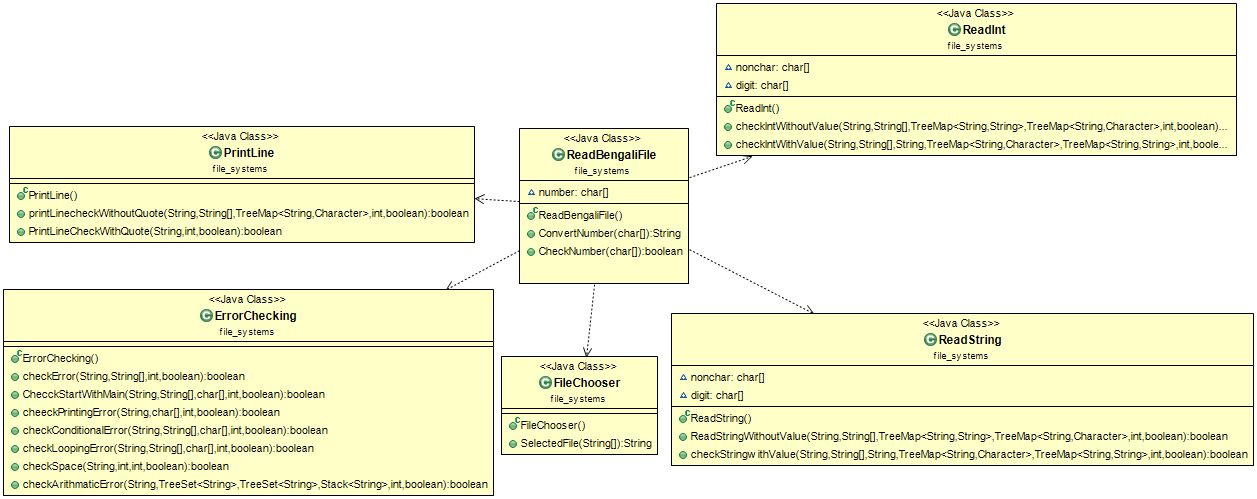 <<Java Class>>
ReadInt
file_systems
nonchar: char[]
digit: char[]
ReadInt()
checkIntWithoutValue(String,String[],TreeMap<String,String>,TreeMap<String,Character>,int,boolean)...
checkIntWithValue(String,String[],String,TreeMap<String,Character>,TreeMap<String,String>,int,boole...
<<Java Class>>
PrintLine
file_systems
PrintLine()
printLinecheckWithoutQuote(String,String[],TreeMap<String,Character>,int,boolean):boolean
PrintLineCheckWithQuote(String,int,boolean):boolean
<<Java Class>>
ReadBengaliFile
file_systems
number: char[]
ReadBengaliFile()
ConvertNumber(char[]):String
CheckNumber(char[]):boolean
<<Java Class>>
ErrorChecking
file_systems
ErrorChecking()
checkError(String,String[],int,boolean):boolean
ChecckStartWithMain(String,String[],char[],int,boolean):boolean
cheeckPrintingError(String,char[],int,boolean):boolean
checkConditionalError(String,String[],char[],int,boolean):boolean
checkLoopingError(String,String[],char[],int,boolean):boolean
checkSpace(String,int,int,boolean):boolean
checkArithmaticError(String,TreeSet<String>,TreeSet<String>,Stack<String>,int,boolean):boolean
<<Java Class>>
FileChooser
file_systems
FileChooser()
SelectedFile(String[]):String
<<Java Class>>
ReadString
file_systems
nonchar: char[]
digit: char[]
ReadString()
ReadStringWithoutValue(String,String[],TreeMap<String,String>,TreeMap<String,Character>,int,boolean):boolean
checkStringwithValue(String,String[],String,TreeMap<String,Character>,TreeMap<String,String>,int,boolean):boolean